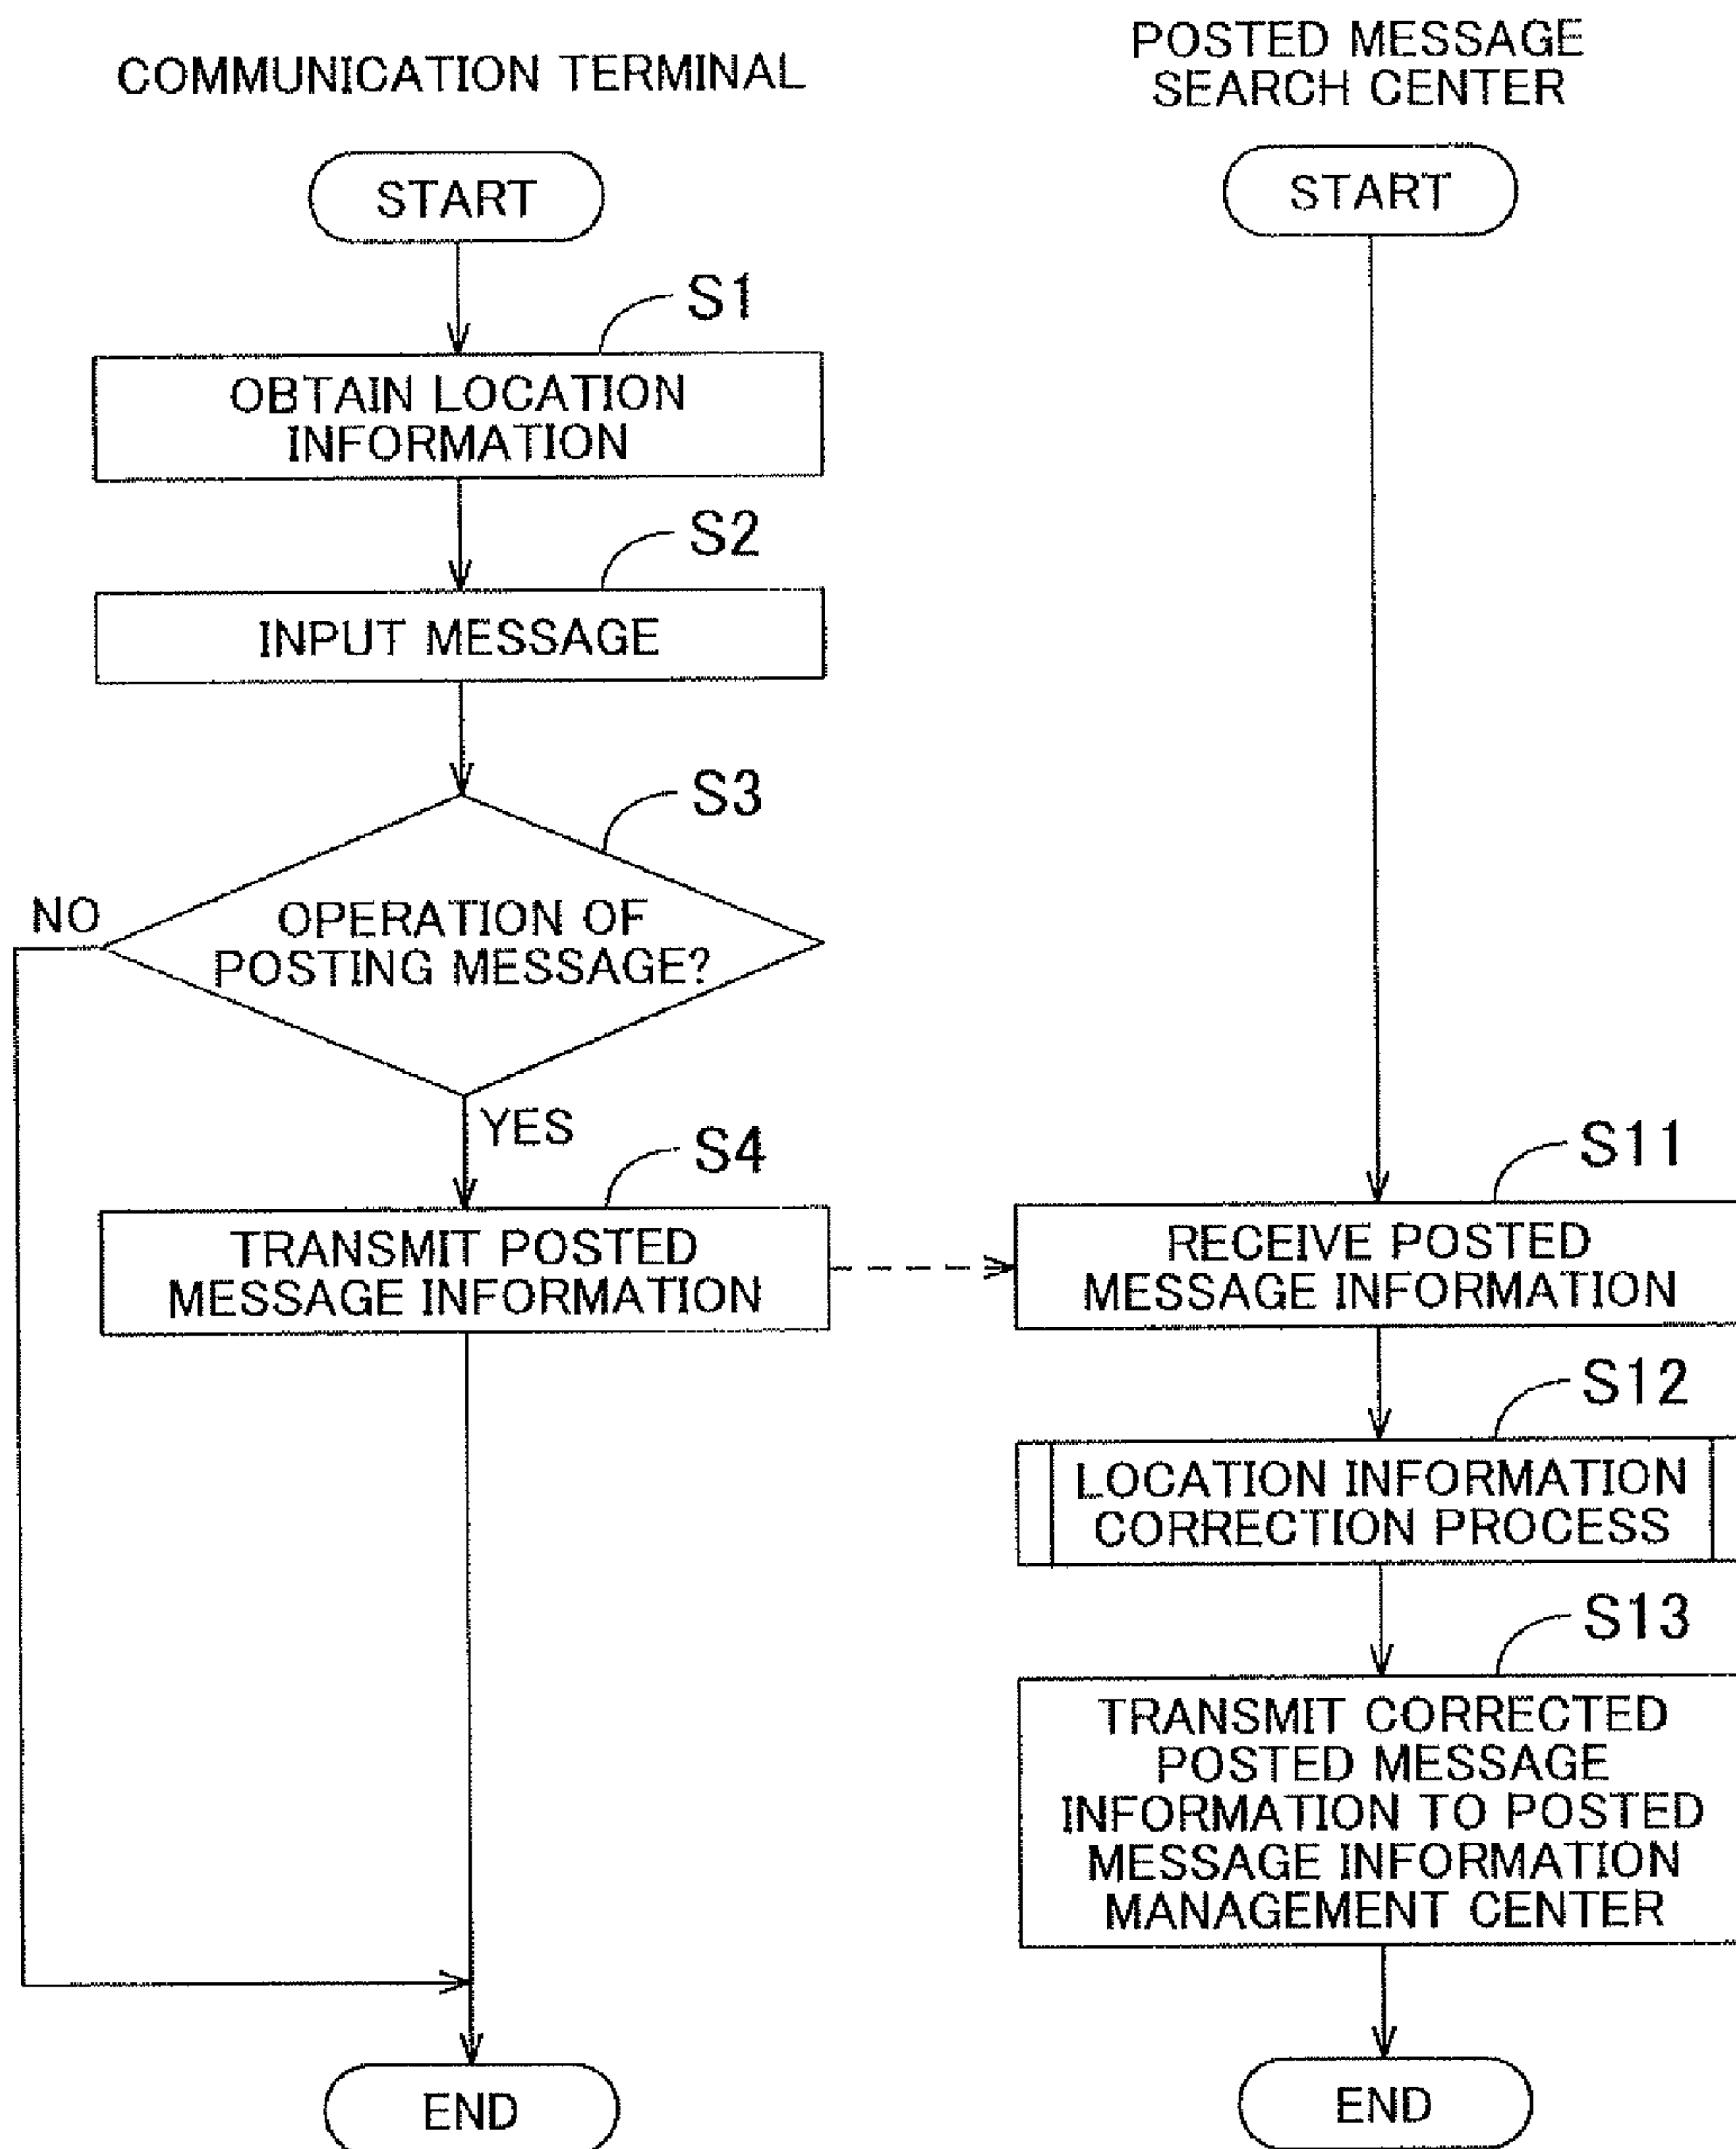 COMMUNICATION TERMINAL
START
S1
OBTAIN LOCATION
INFORMATION
S2
INPUT MESSAGE
S3
NO
OPERATION OF
POSTING MESSAGE?
YES
S4
TRANSMIT POSTED
MESSAGE INFORMATION
END
POSTED MESSAGE
SEARCH CENTER
START
S11
RECEIVE POSTED
MESSAGE INFORMATION
S12
LOCATION INFORMATION
CORRECTION PROCESS
S13
TRANSMIT CORRECTED
POSTED MESSAGE
INFORMATION TO POSTED
MESSAGE INFORMATION
MANAGEMENT CENTER
END